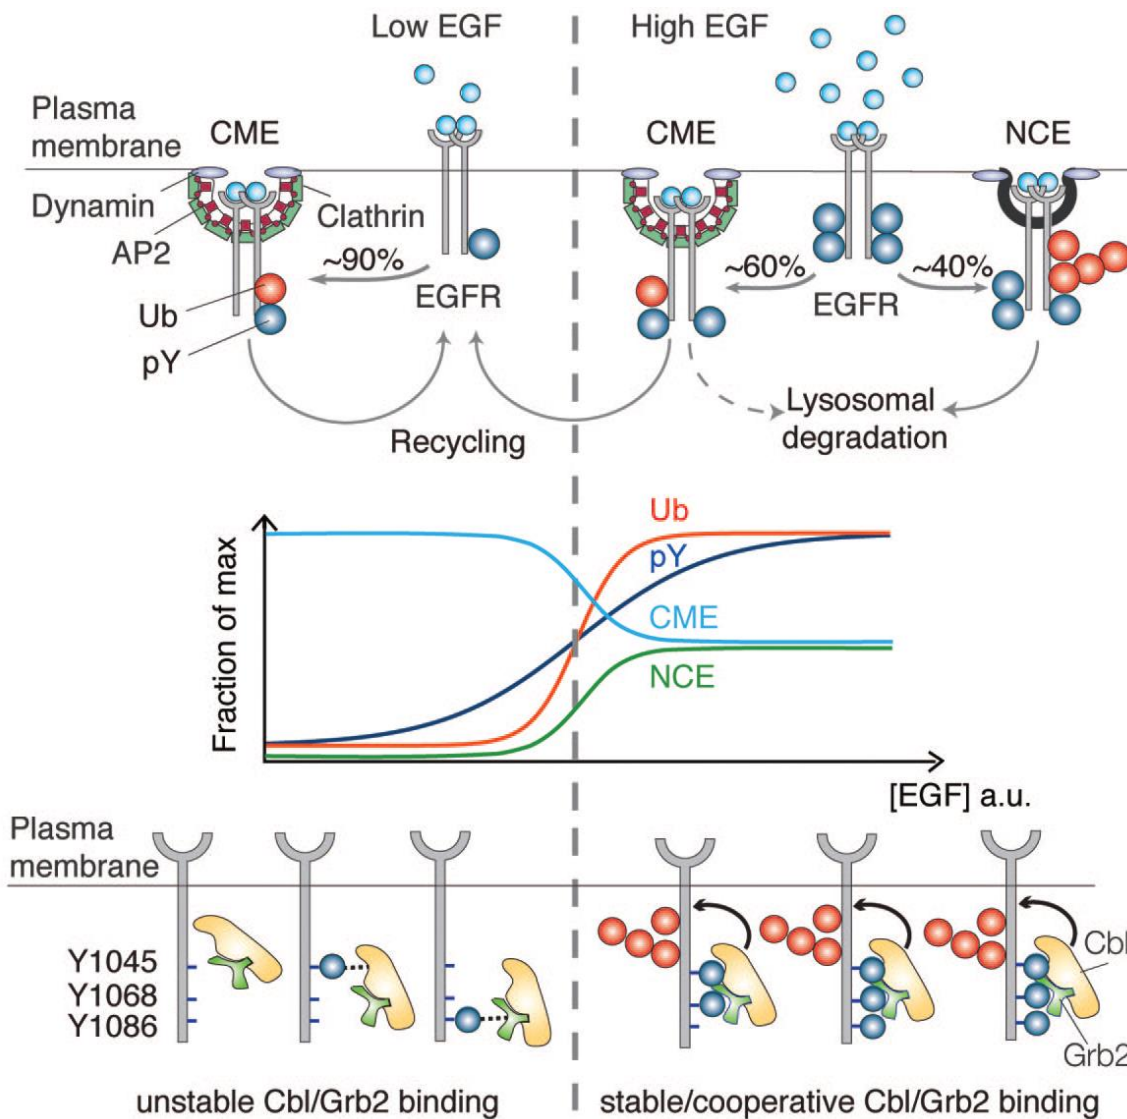 Low EGF
High EGF
Plasma
membrane
CME
CME
NCE
Dynamin
Clathrin
AP2
~90%
~60%
~40%
EGFR
EGFR
Ub
pY
Recycling
Lysosomal
degradation
Fraction of max
Ub
pY
CME
NCE
[EGF] a.u.
Plasma
membrane
Y1045
Y1068
Y1086
Cbl
Grb2
unstable Cbl/Grb2 binding
stable/cooperative Cbl/Grb2 binding